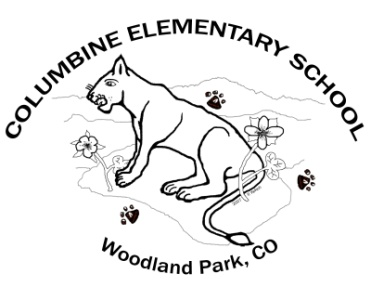 COLUMBINE ELEMENTARY SCHOOL
Woodland Park, CO